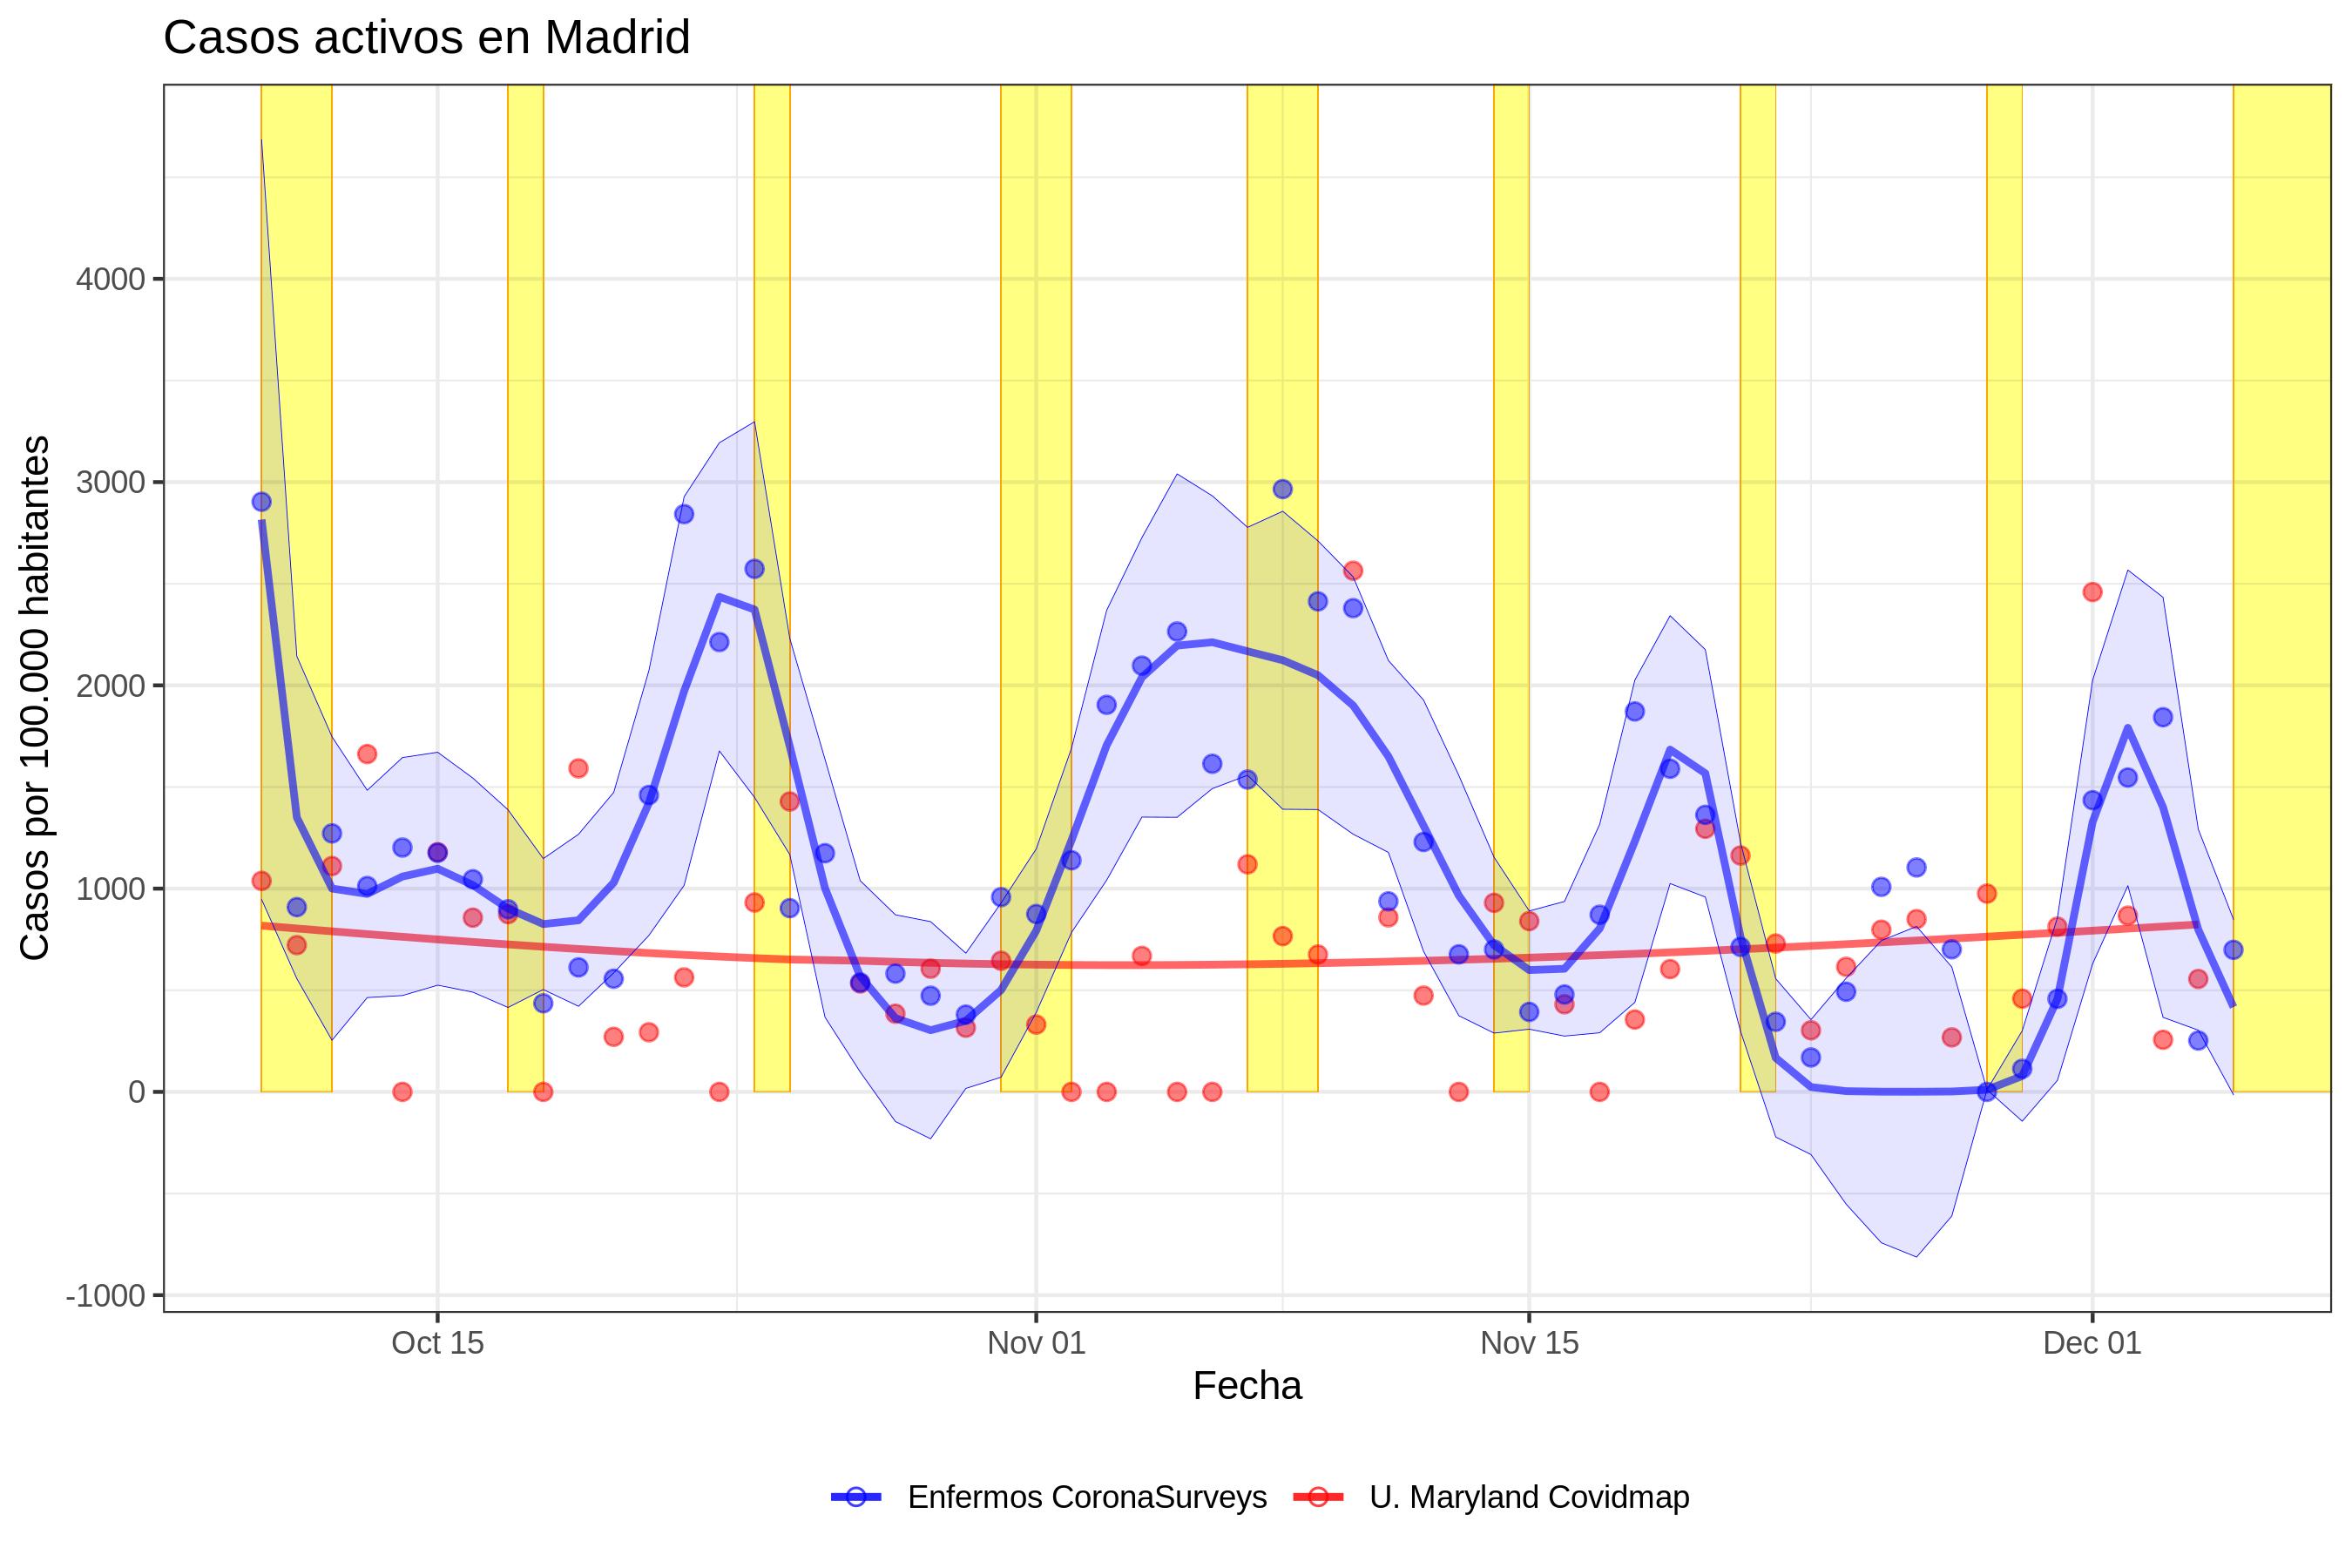 Casos activos en Madrid
Casos por 100.000 habitantes
4000
3000
2000
1000
0
-1000
Oct 15 Nov 01 Nov 15 Dec 01
Fecha
Enfermos CoronaSurveys U. Maryland Covidmap